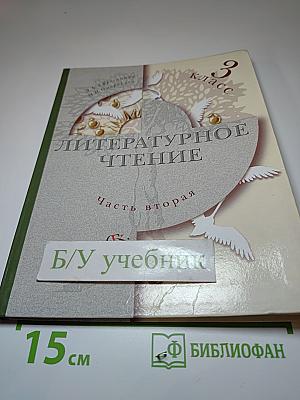 3
класс
ЛИТЕРАТУРНОЕ
ЧТЕНИЕ
Часть вторая
Б/У учебник
15 см
БИБЛИОФАН